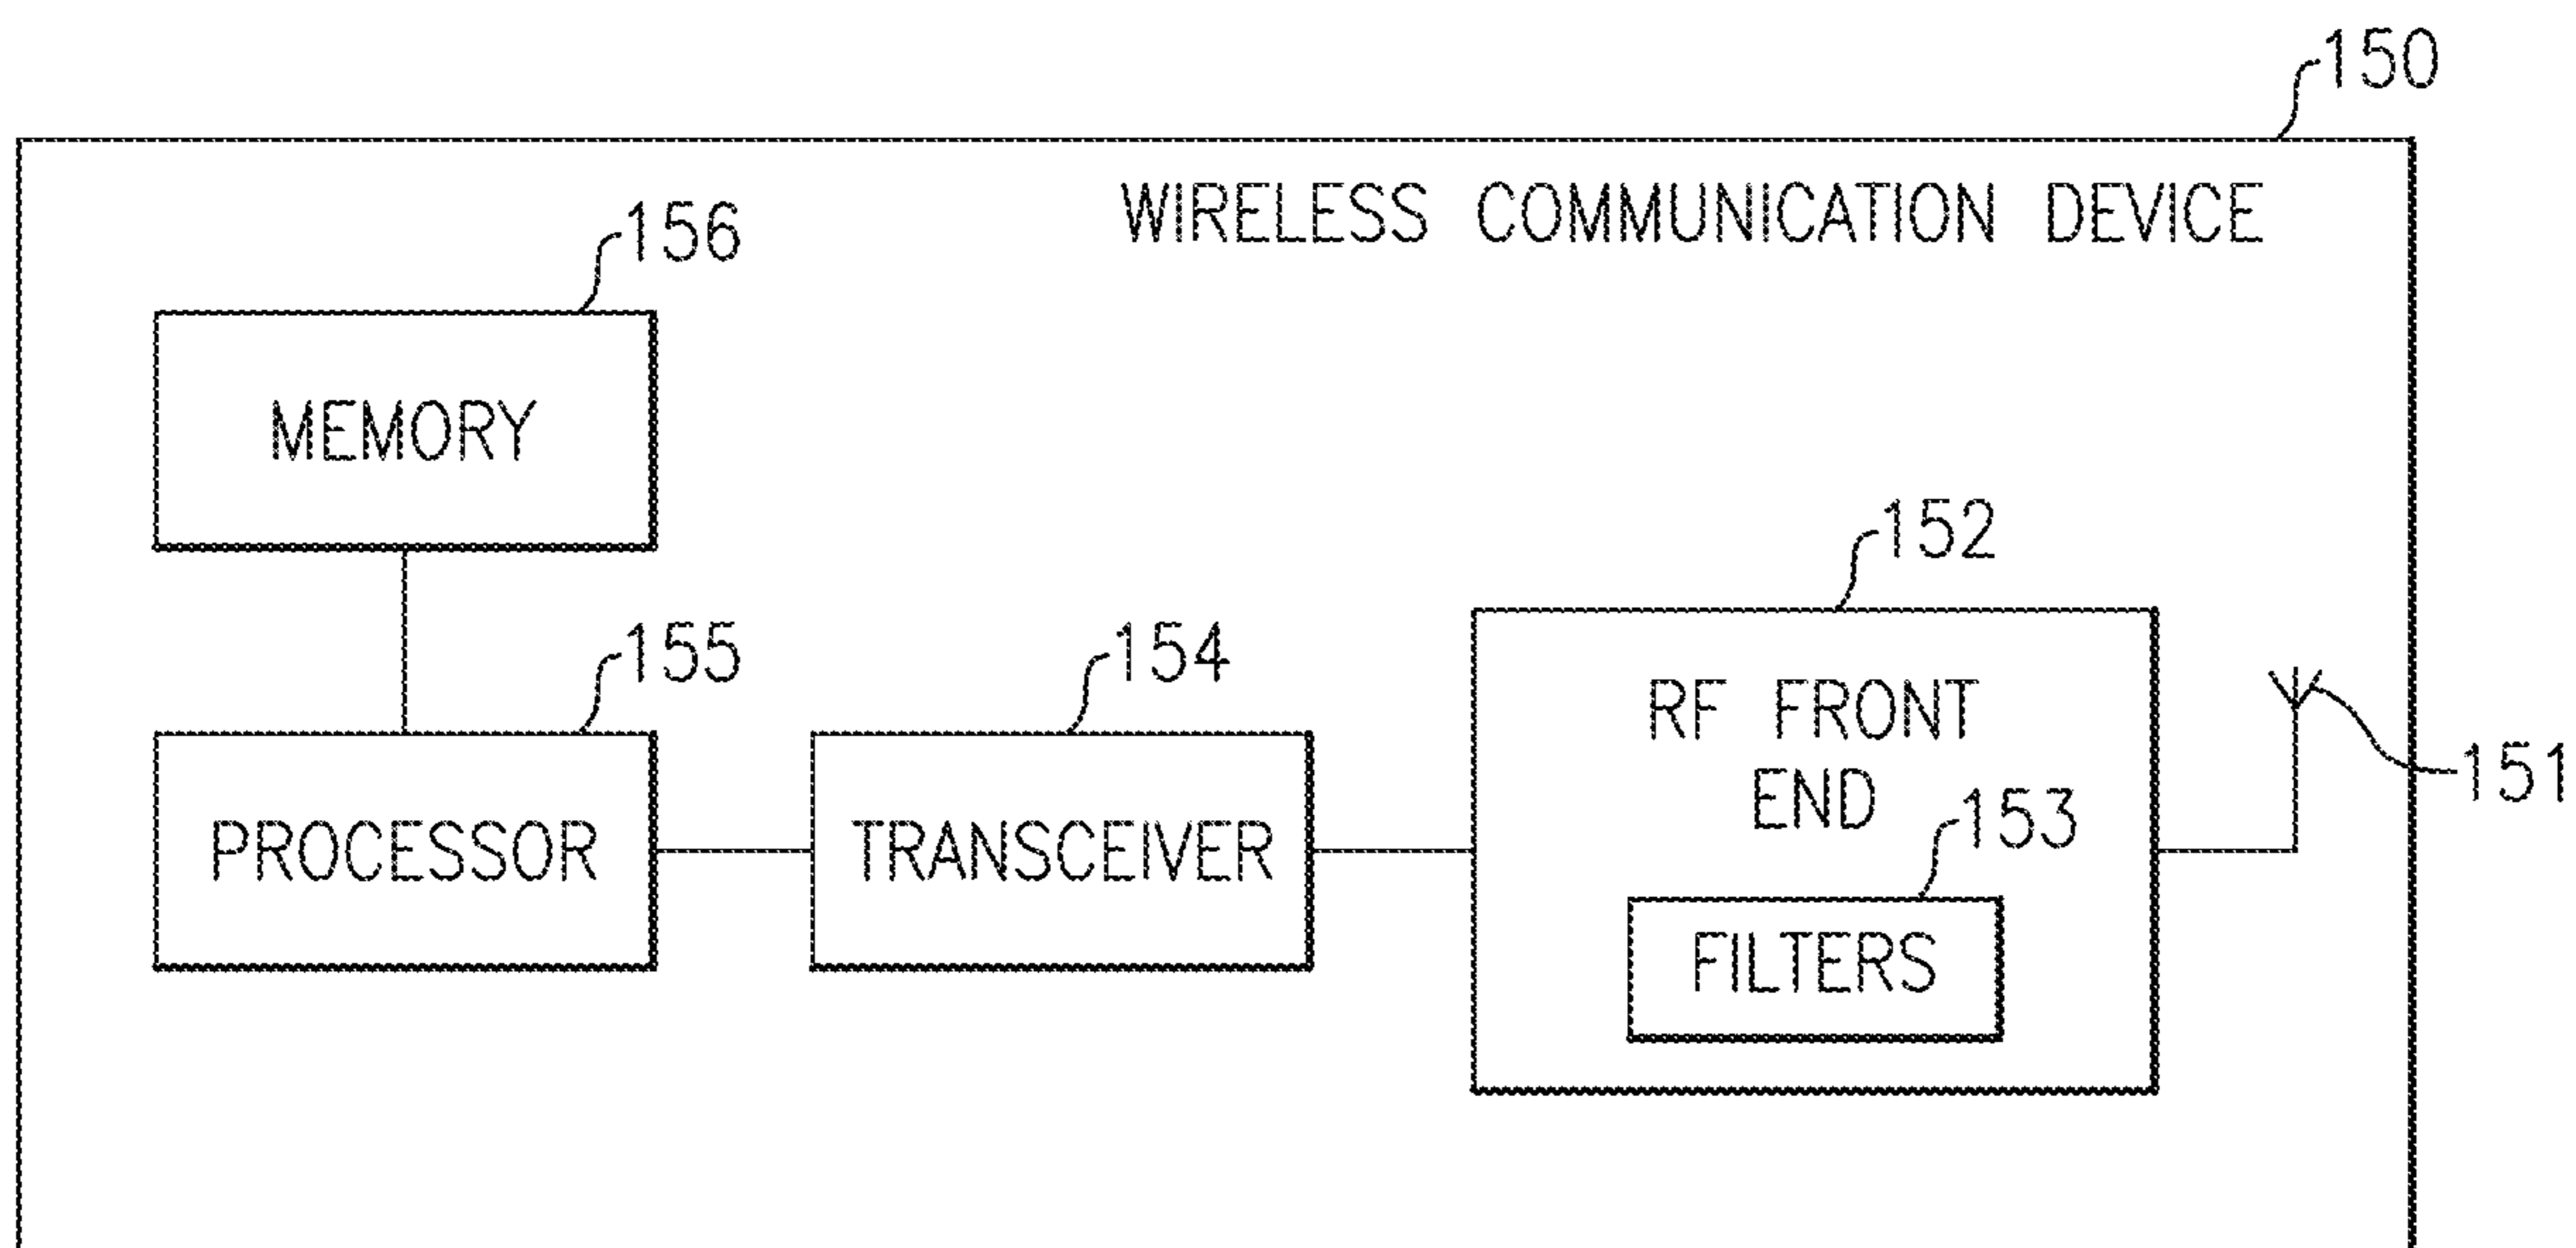 150
WIRELESS COMMUNICATION DEVICE
156
MEMORY
152
155
154
RF FRONT
END
151
153
PROCESSOR
TRANSCEIVER
FILTERS